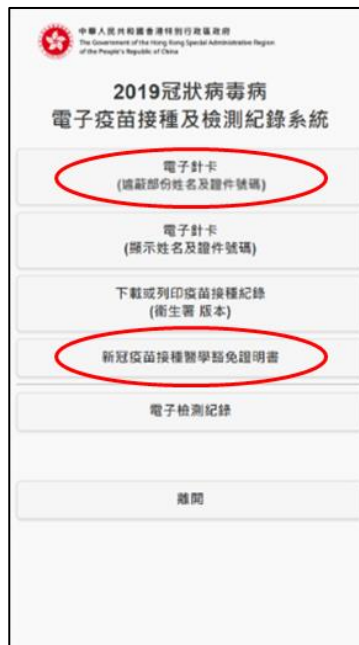 中華人民共和國香港特別行政區政府
The Government of the Hong Kong Special Administrative Region
of the People's Republic of China
2019冠狀病毒病
電子疫苗接種及檢測紀錄系統
電子針卡
(遮蔽部份姓名及證件號碼)
電子針卡
(顯示姓名及證件號碼)
下載或列印疫苗接種紀錄
(衞生署 版本)
新冠疫苗接種醫學豁免證明書
電子檢測紀錄
離開